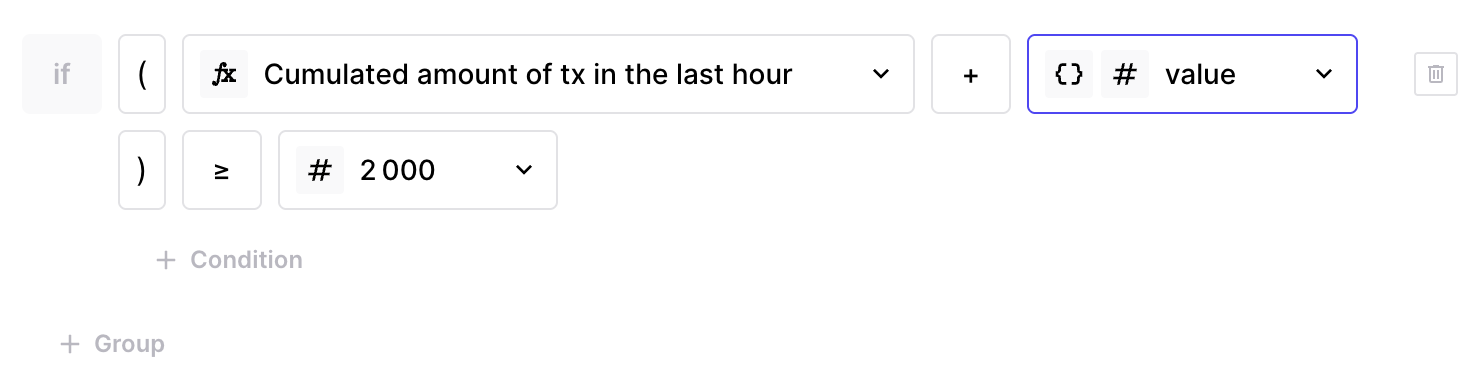 if ( fx Cumulated amount of tx in the last hour + {} # value
) ≥ # 2 000
+ Condition
+ Group